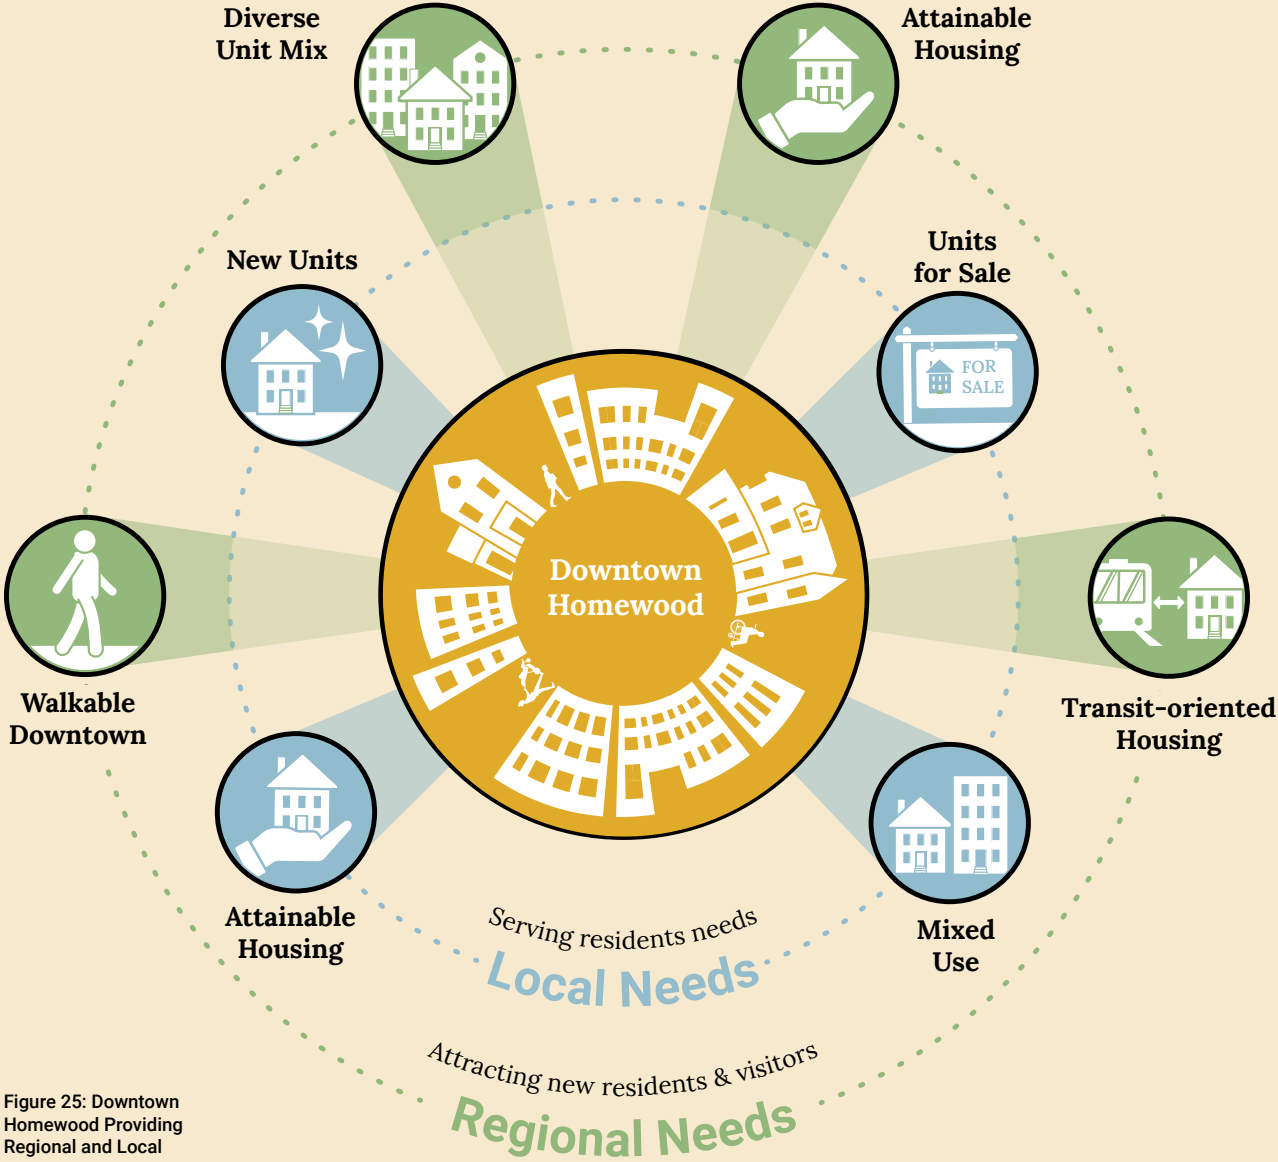 Diverse
Unit Mix
Attainable
Housing
New Units
Units
for Sale
FOR
SALE
Downtown
Homewood
Walkable
Downtown
Transit-oriented
Housing
Attainable
Housing
Mixed
Use
Serving residents needs
Local Needs
Attracting new residents & visitors
Regional Needs
Figure 25: Downtown
Homewood Providing
Regional and Local